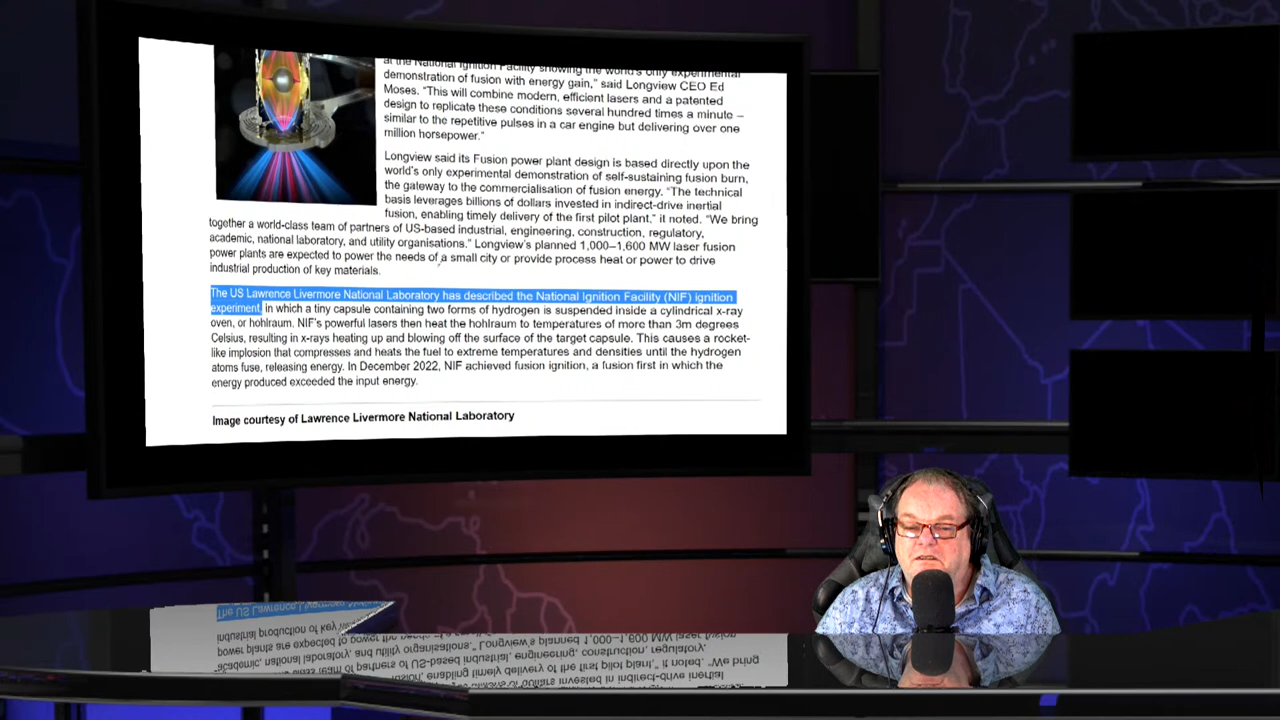 at the National Ignition Facility showing the world's only experimental
demonstration of fusion with energy gain," said Longview CEO Ed
Moses. "This will combine modern, efficient lasers and a patented
design to replicate these conditions several hundred times a minute –
similar to the repetitive pulses in a car engine but delivering over one
million horsepower."
Longview said its Fusion power plant design is based directly upon the
world's only experimental demonstration of self-sustaining fusion burn,
the gateway to the commercialisation of fusion energy. "The technical
basis leverages billions of dollars invested in indirect-drive inertial
fusion, enabling timely delivery of the first pilot plant," it noted. "We bring
together a world-class team of partners of US-based industrial, engineering, construction, regulatory,
academic, national laboratory, and utility organisations." Longview's planned 1,000–1,600 MW laser fusion
power plants are expected to power the needs of a small city or provide process heat or power to drive
industrial production of key materials.
The US Lawrence Livermore National Laboratory has described the National Ignition Facility (NIF) ignition
experiment, in which a tiny capsule containing two forms of hydrogen is suspended inside a cylindrical x-ray
oven, or hohlraum. NIF's powerful lasers then heat the hohlraum to temperatures of more than 3m degrees
Celsius, resulting in x-rays heating up and blowing off the surface of the target capsule. This causes a rocket-
like implosion that compresses and heats the fuel to extreme temperatures and densities until the hydrogen
atoms fuse, releasing energy. In December 2022, NIF achieved fusion ignition, a fusion first in which the
energy produced exceeded the input energy.
Image courtesy of Lawrence Livermore National Laboratory